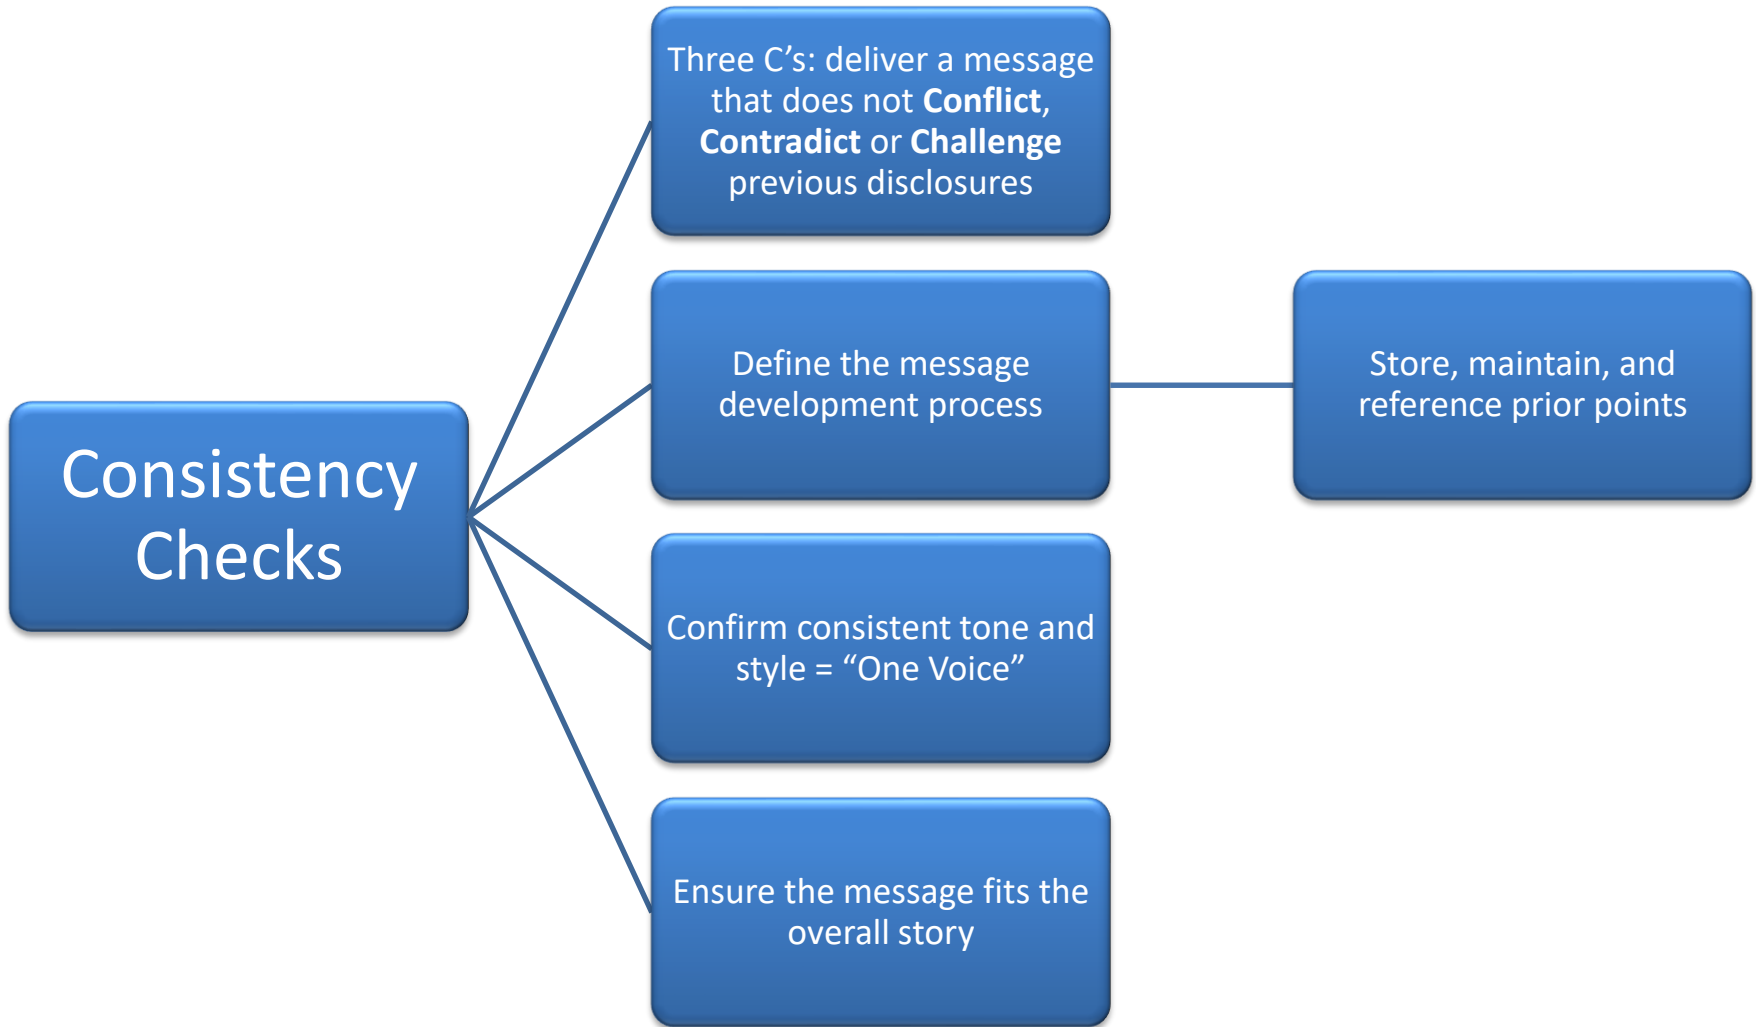 Three C’s: deliver a message
that does not Conflict,
Contradict or Challenge
previous disclosures
Define the message
development process
Store, maintain, and
reference prior points
Consistency
Checks
Confirm consistent tone and
style = “One Voice”
Ensure the message fits the
overall story